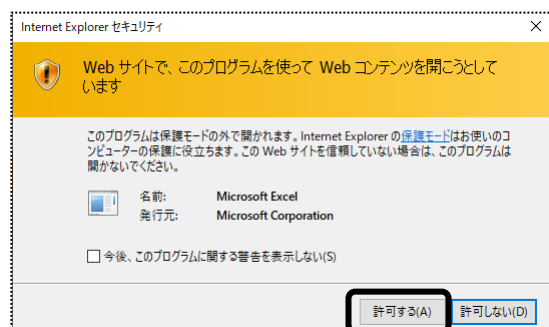 Internet Explorer セキュリティ
Web サイトで、このプログラムを使って Web コンテンツを開こうとして
います
このプログラムは保護モードの外で開かれます。Internet Explorer の保護モードはお使いのコ
ンピューターの保護に役立ちます。この Web サイトを信頼していない場合は、このプログラムは
開かないでください。
名前: Microsoft Excel
発行元: Microsoft Corporation
今後、このプログラムに関する警告を表示しない(S)
許可する(A) 許可しない(D)